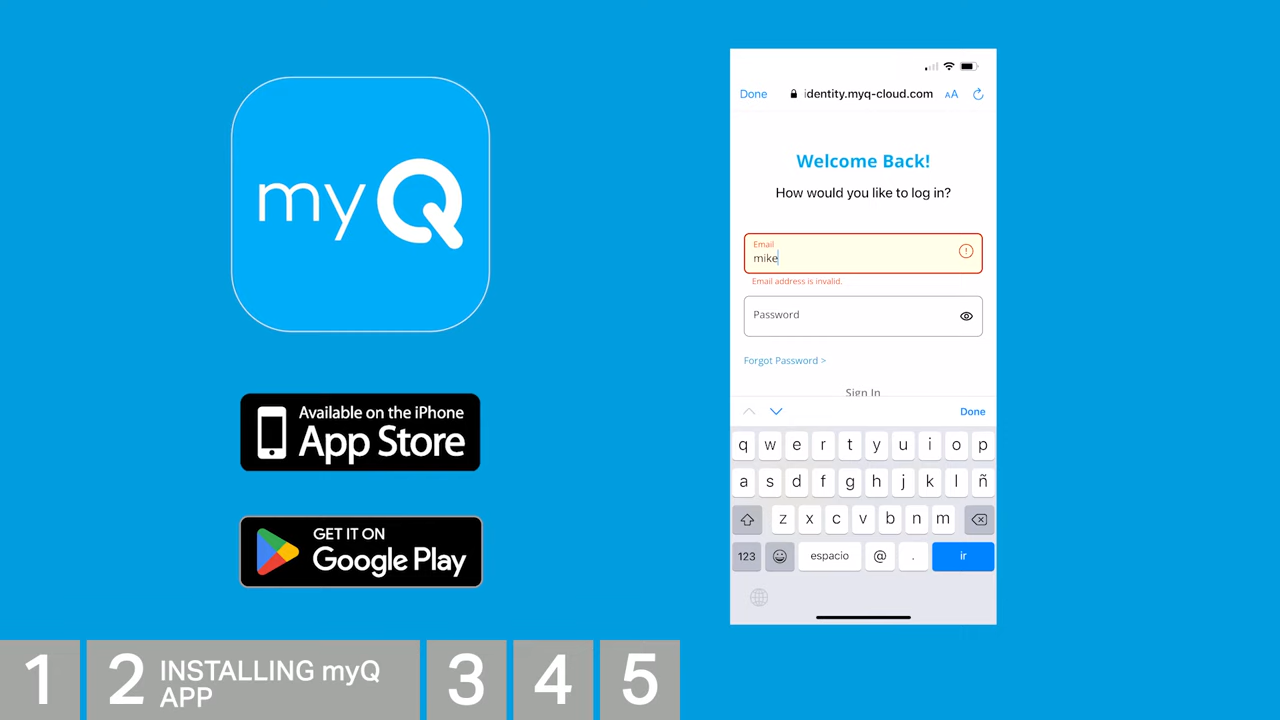 myQ
Available on the iPhone
App Store
GET IT ON
Google Play
Done
identity.myq-cloud.com
AA
Welcome Back!
How would you like to log in?
Email
mike
Email address is invalid.
Password
Forgot Password >
Sign In
Done
q w e r t y u i o p
a s d f g h j k l ñ
z x c v b n m
123 espacio @ . ir
1
2 INSTALLING myQ
APP
3 4 5